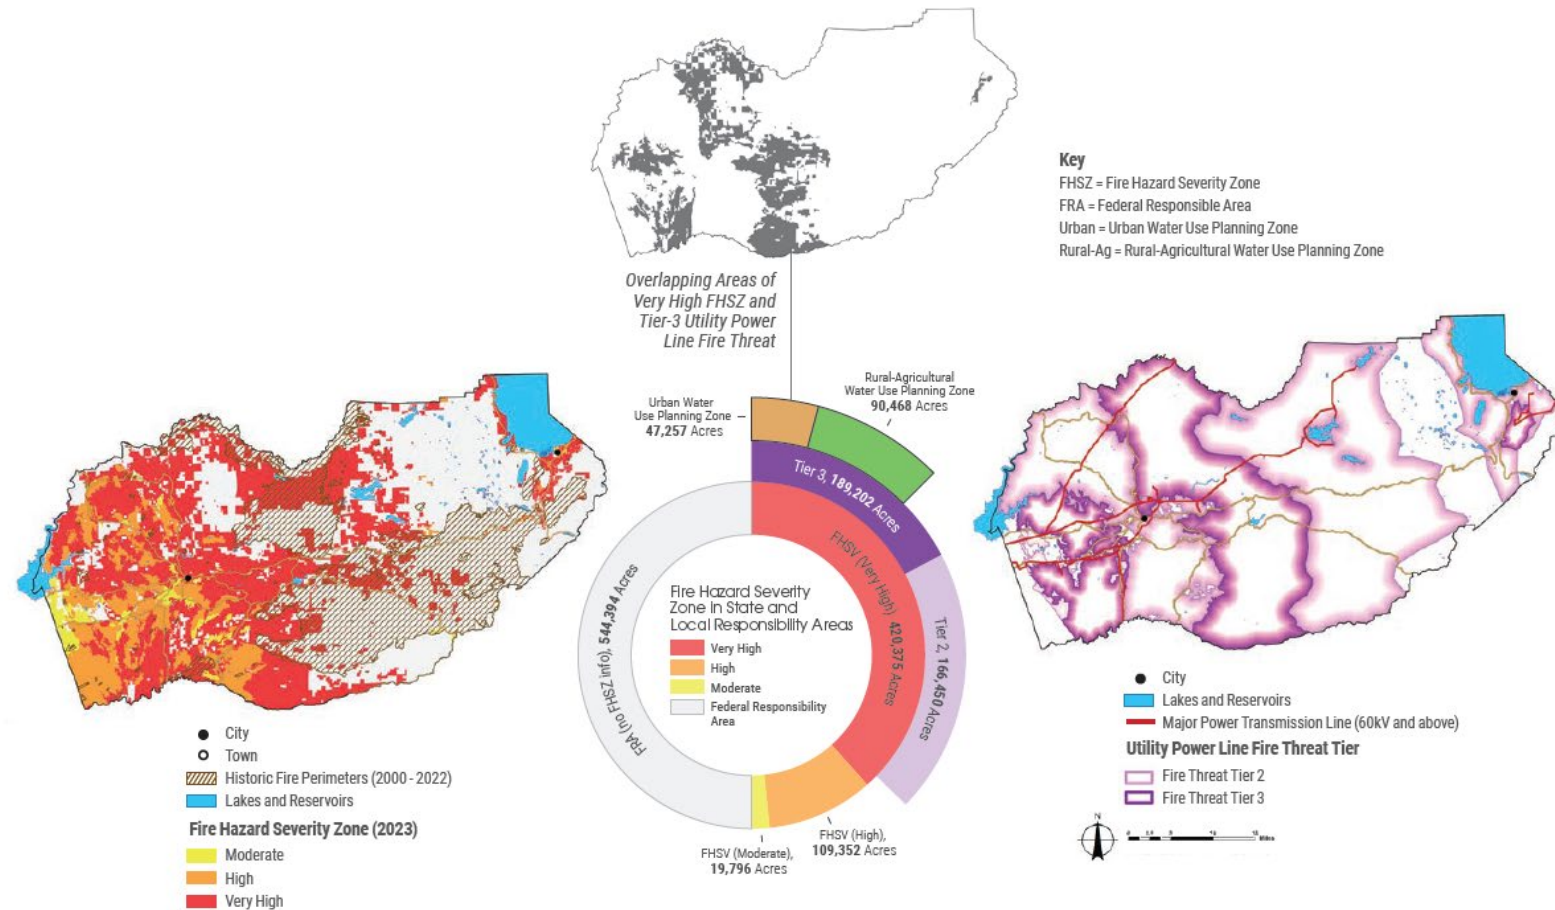 Key
FHSZ = Fire Hazard Severity Zone
FRA = Federal Responsible Area
Urban = Urban Water Use Planning Zone
Rural-Ag = Rural-Agricultural Water Use Planning Zone
Overlapping Areas of
Very High FHSZ and
Tier-3 Utility Power
Line Fire Threat
Urban Water
Use Planning Zone
47,257 Acres
Rural-Agricultural
Water Use Planning Zone
90,468 Acres
Tier 3, 189,202 Acres
Tier 2, 166,450 Acres
FHSV (Very High) 420,375 Acres
FRA (no FHSZ info), 544,394 Acres
Fire Hazard Severity
Zone in State and
Local Responsibility Areas
Very High
High
Moderate
Federal Responsibility
Area
FHSV (High),
109,352 Acres
FHSV (Moderate),
19,796 Acres
City
Town
Historic Fire Perimeters (2000 - 2022)
Lakes and Reservoirs
Fire Hazard Severity Zone (2023)
Moderate
High
Very High
City
Lakes and Reservoirs
Major Power Transmission Line (60kV and above)
Utility Power Line Fire Threat Tier
Fire Threat Tier 2
Fire Threat Tier 3
N
Miles